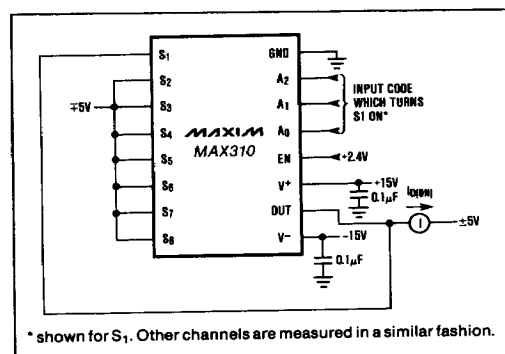 S1
S2
S3
S4
S5
S6
S7
S8
∓5V
MAXIM
MAX310
GND
A2
A1
A0
EN
V+
OUT
V−
INPUT CODE
WHICH TURNS
S1 ON*
+2.4V
+15V
0.1μF
ID(ON)
I
±5V
−15V
0.1μF
* shown for S1. Other channels are measured in a similar fashion.